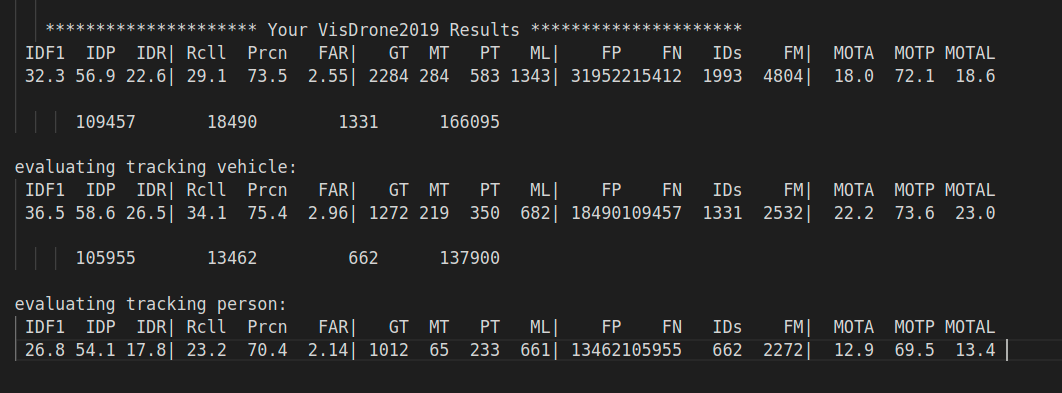 ********************* Your VisDrone2019 Results *********************
IDF1 IDP IDR| Rcll Prcn FAR| GT MT PT ML| FP FN IDs FM| MOTA MOTP MOTAL
32.3 56.9 22.6| 29.1 73.5 2.55| 2284 284 583 1343| 31952215412 1993 4804| 18.0 72.1 18.6
109457 18490 1331 166095
evaluating tracking vehicle:
IDF1 IDP IDR| Rcll Prcn FAR| GT MT PT ML| FP FN IDs FM| MOTA MOTP MOTAL
36.5 58.6 26.5| 34.1 75.4 2.96| 1272 219 350 682| 18490109457 1331 2532| 22.2 73.6 23.0
105955 13462 662 137900
evaluating tracking person:
IDF1 IDP IDR| Rcll Prcn FAR| GT MT PT ML| FP FN IDs FM| MOTA MOTP MOTAL
26.8 54.1 17.8| 23.2 70.4 2.14| 1012 65 233 661| 13462105955 662 2272| 12.9 69.5 13.4